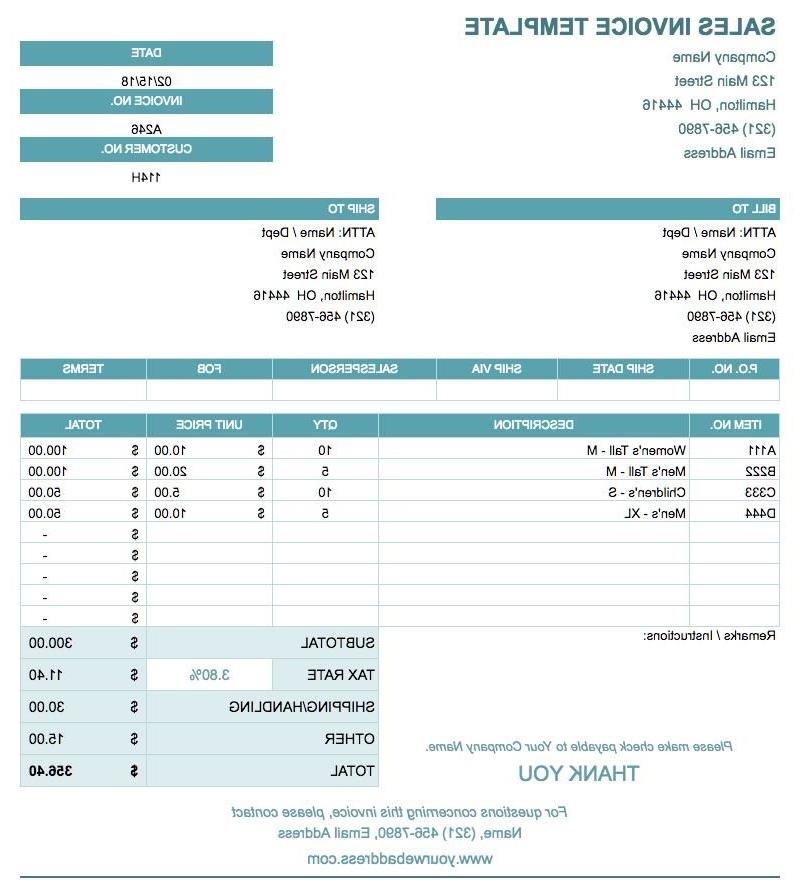 SALES INVOICE TEMPLATE
Company Name
123 Main Street
Hamilton, OH 44416
(321) 456-7890
Email Address
DATE
02/15/18
INVOICE NO.
A246
CUSTOMER NO.
114H
BILL TO
ATTN: Name / Dept
Company Name
123 Main Street
Hamilton, OH 44416
(321) 456-7890
Email Address
SHIP TO
ATTN: Name / Dept
Company Name
123 Main Street
Hamilton, OH 44416
(321) 456-7890
P.O. NO. SHIP DATE SHIP VIA SALESPERSON FOB TERMS
ITEM NO. DESCRIPTION QTY UNIT PRICE TOTAL
A111 Women's Tall - M 10 $ 10.00 $ 100.00
B222 Men's Tall - M 5 $ 20.00 $ 100.00
C333 Children's - S 10 $ 5.00 $ 50.00
D444 Men's - XL 5 $ 10.00 $ 50.00
$ -
$ -
$ -
$ -
$ -
Remarks / Instructions:
SUBTOTAL $ 300.00
TAX RATE 3.80% $ 11.40
SHIPPING/HANDLING $ 30.00
OTHER $ 15.00
TOTAL $ 356.40
Please make check payable to Your Company Name.
THANK YOU
For questions concerning this invoice, please contact
Name, (321) 456-7890, Email Address
www.yourwebaddress.com